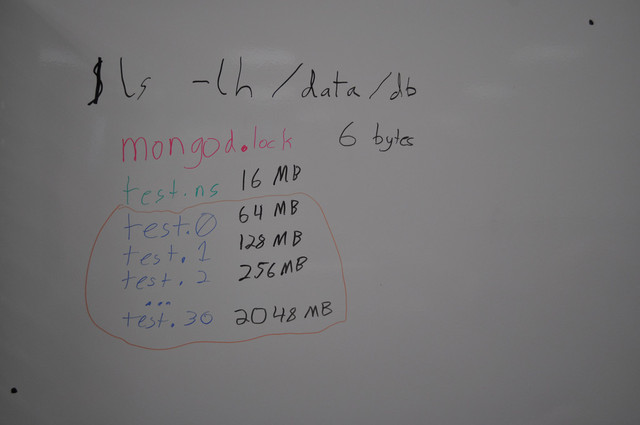 $ ls -lh /data/db
mongod.lock 6 bytes
test.ns 16 MB
test.0 64 MB
test.1 128 MB
test.2 256 MB
...
test.30 2048 MB